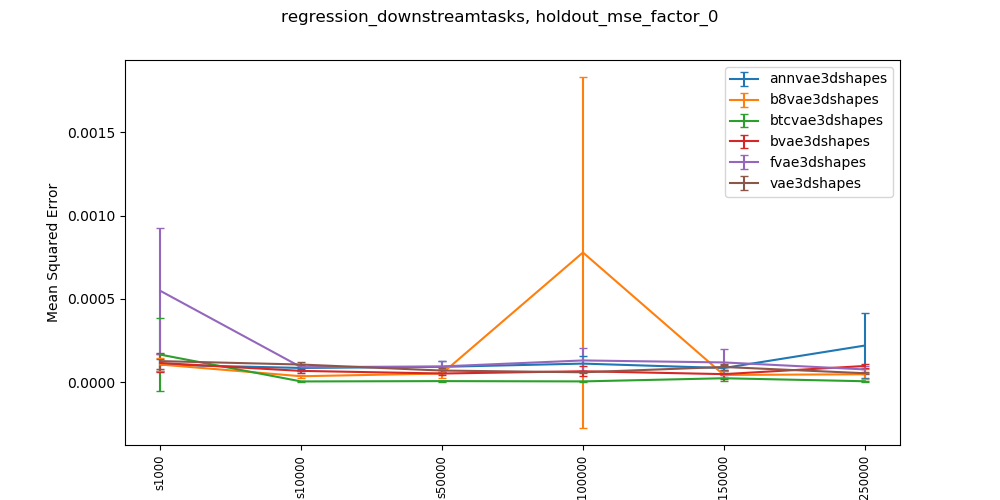 regression_downstreamtasks, holdout_mse_factor_0
Mean Squared Error
0.0015
0.0010
0.0005
0.0000
annvae3dshapes
b8vae3dshapes
btcvae3dshapes
bvae3dshapes
fvae3dshapes
vae3dshapes
s1000
s10000
s50000
100000
150000
250000